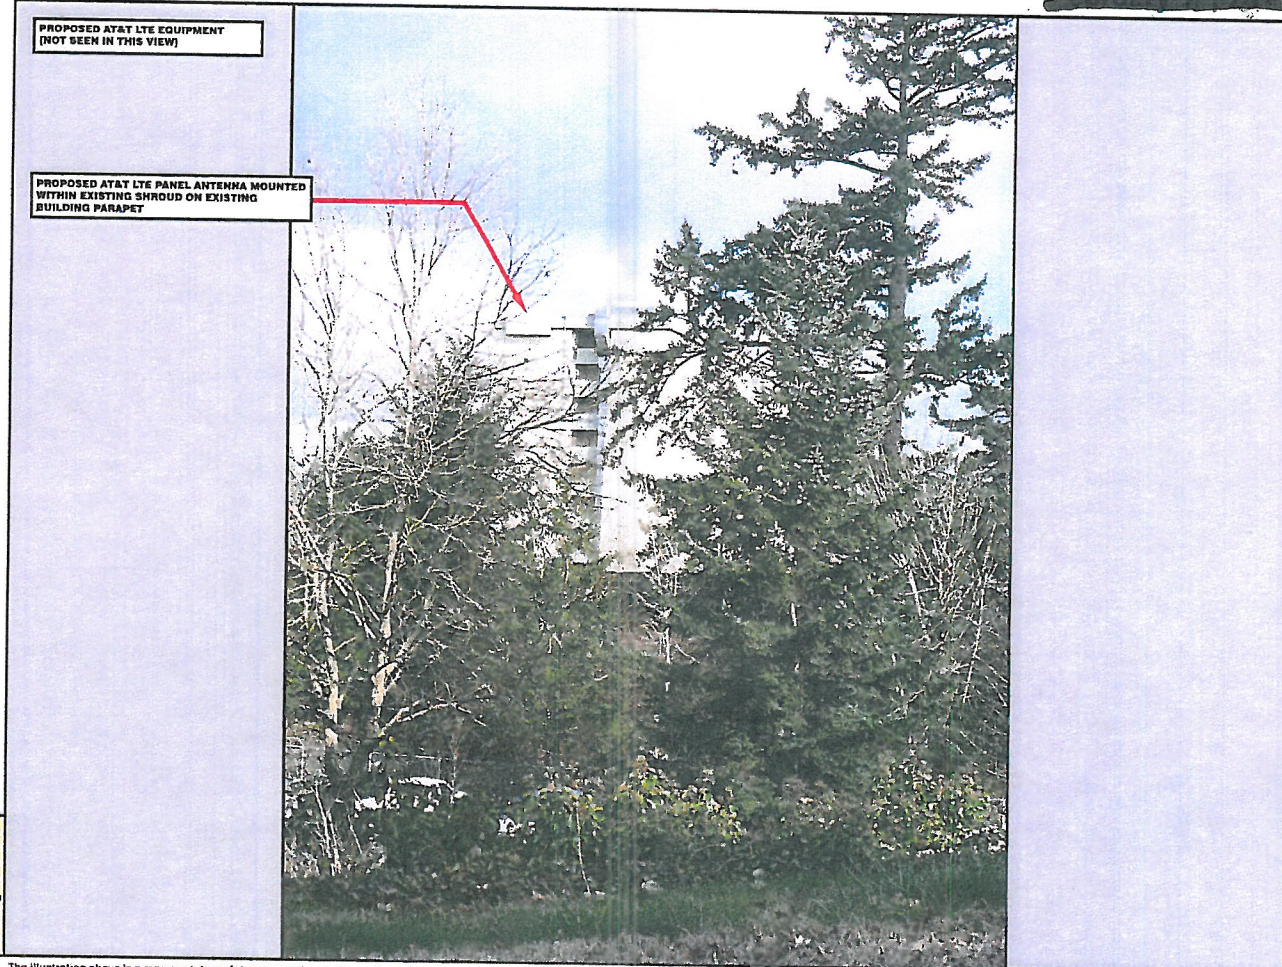 PROPOSED AT&T LTE EQUIPMENT
(NOT SEEN IN THIS VIEW)
PROPOSED AT&T LTE PANEL ANTENNA MOUNTED
WITHIN EXISTING SHROUD ON EXISTING
BUILDING PARAPET